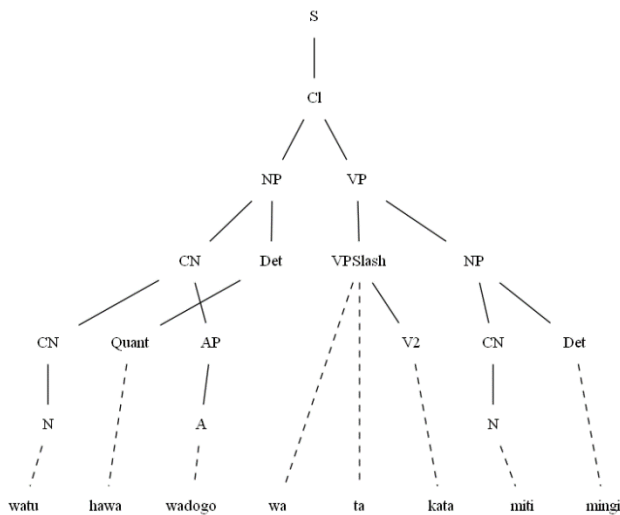 S
Cl
NP VP
CN Det VPSlash NP
CN Quant AP V2 CN Det
N A N
watu hawa wadogo wa ta kata miti mingi